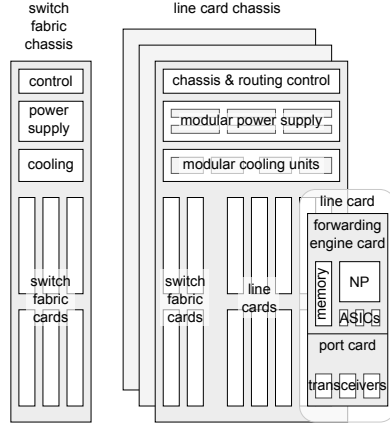 switch
fabric
chassis
line card chassis
control
power
supply
cooling
switch
fabric
cards
chassis & routing control
modular power supply
modular cooling units
switch
fabric
cards
line
cards
line card
forwarding
engine card
memory
NP
ASICs
port card
transceivers